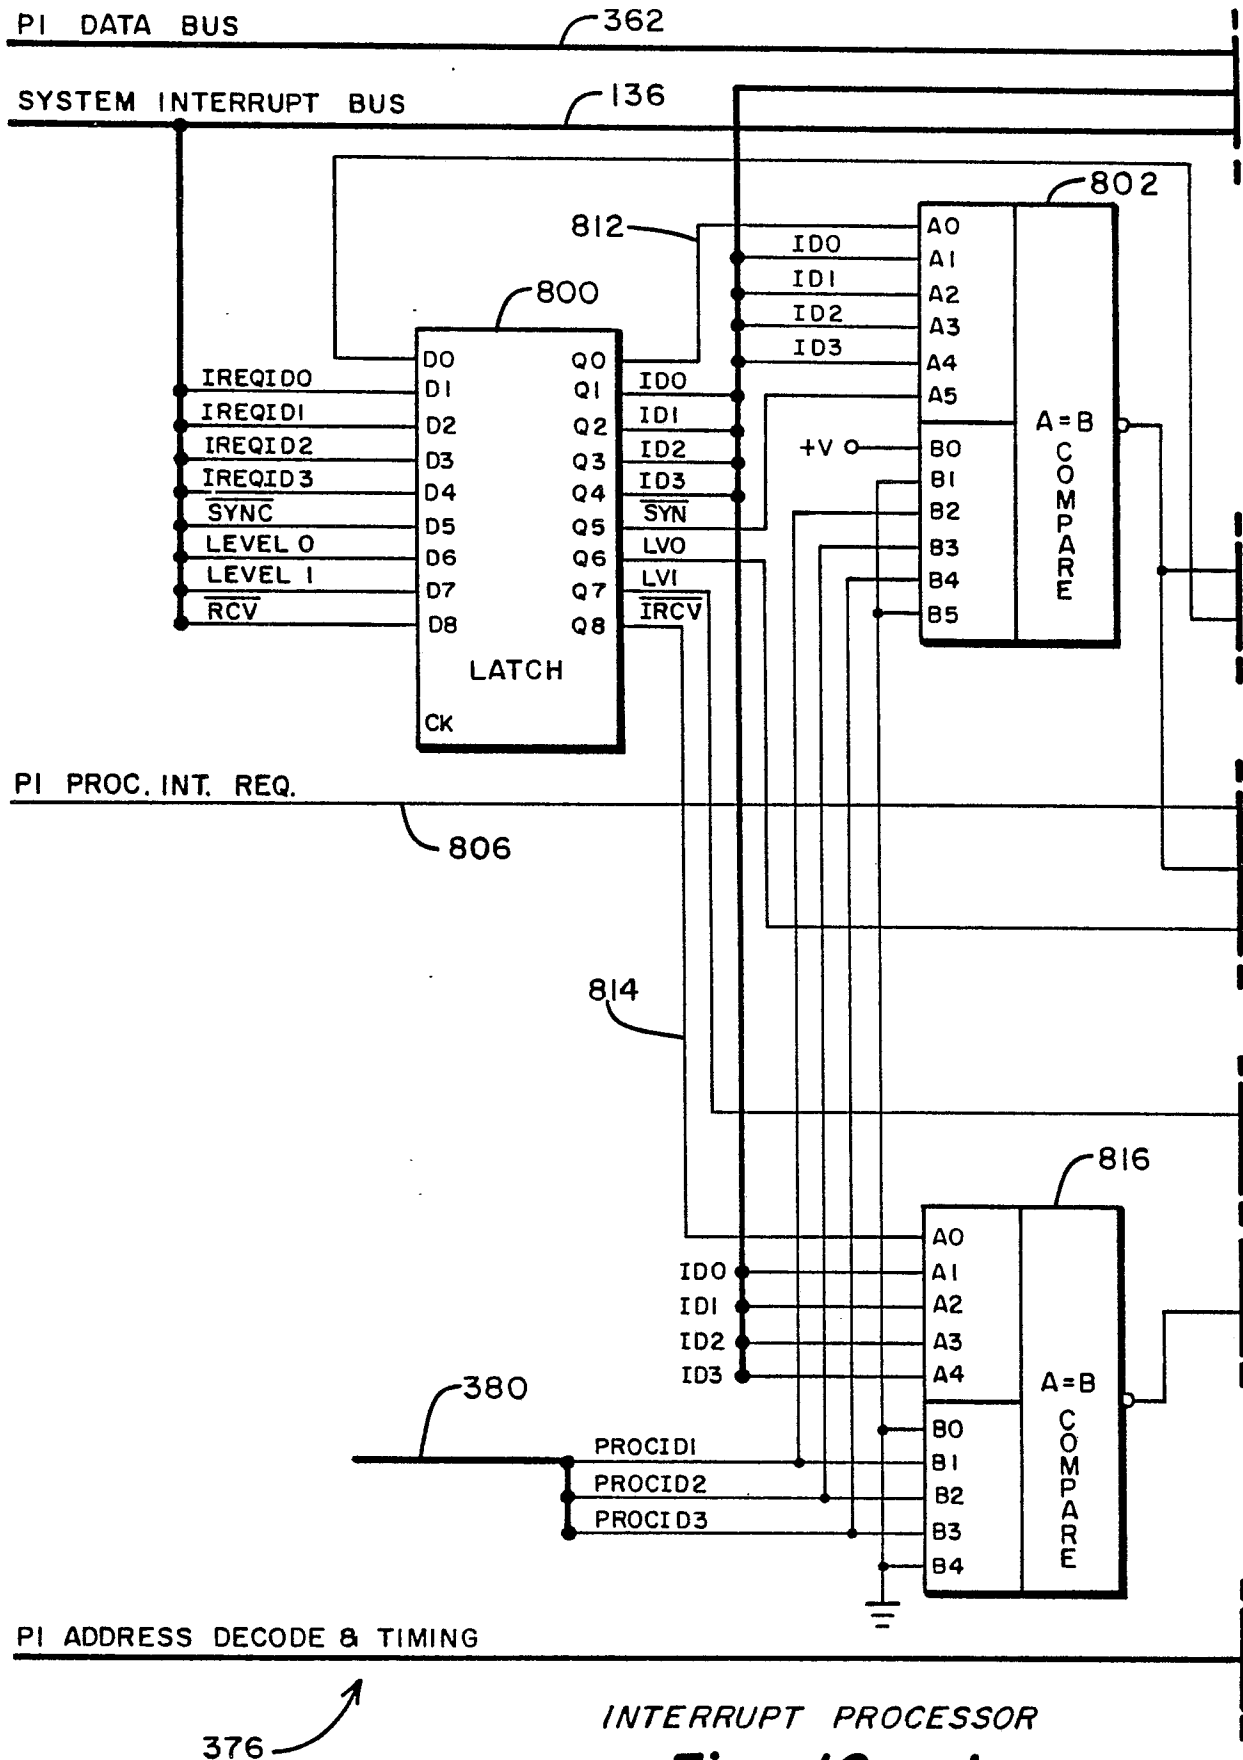 PI DATA BUS
362
SYSTEM INTERRUPT BUS
136
802
812
A0
ID0
A1
ID1
A2
ID2
A3
ID3
A4
A5
800
D0
Q0
IREQID0
D1
Q1
ID0
IREQID1
D2
Q2
ID1
IREQID2
D3
Q3
ID2
IREQID3
D4
Q4
ID3
SYNC
D5
Q5
SYN
LEVEL 0
D6
Q6
LV0
LEVEL 1
D7
Q7
LV1
RCV
D8
Q8
IRCV
LATCH
CK
+V
B0
B1
B2
B3
B4
B5
A=B
COMPARE
PI PROC. INT. REQ.
806
814
816
A0
ID0
A1
ID1
A2
ID2
A3
ID3
A4
A=B
COMPARE
380
B0
PROCID1
B1
PROCID2
B2
PROCID3
B3
B4
PI ADDRESS DECODE & TIMING
376
INTERRUPT PROCESSOR